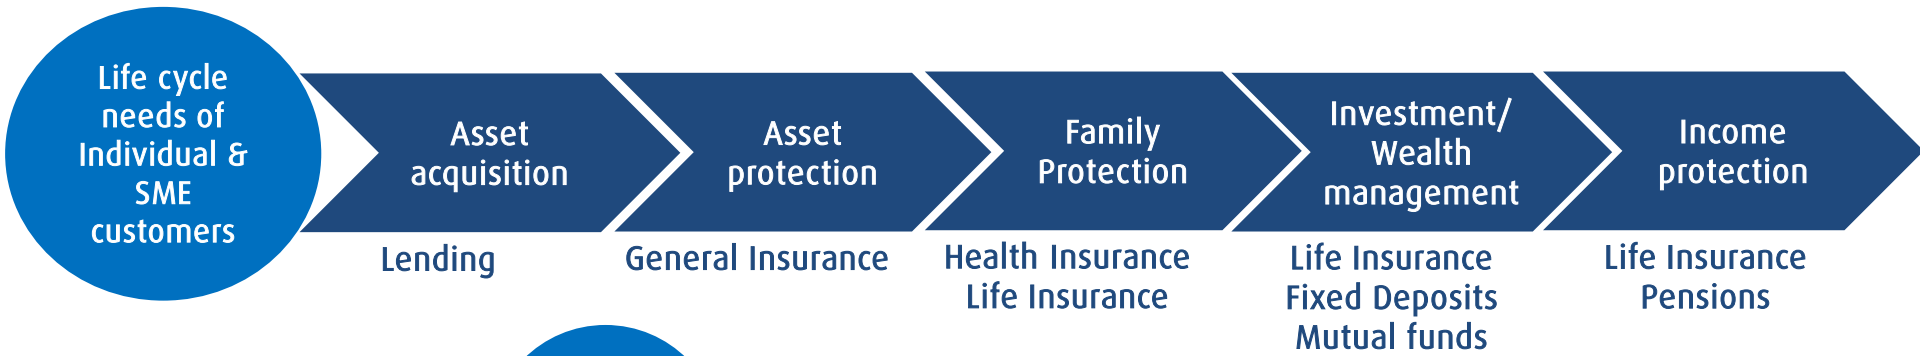 Life cycle
needs of
Individual &
SME
customers
Asset
acquisition
Asset
protection
Family
Protection
Investment/
Wealth
management
Income
protection
Lending
General Insurance
Health Insurance
Life Insurance
Life Insurance
Fixed Deposits
Mutual funds
Life Insurance
Pensions